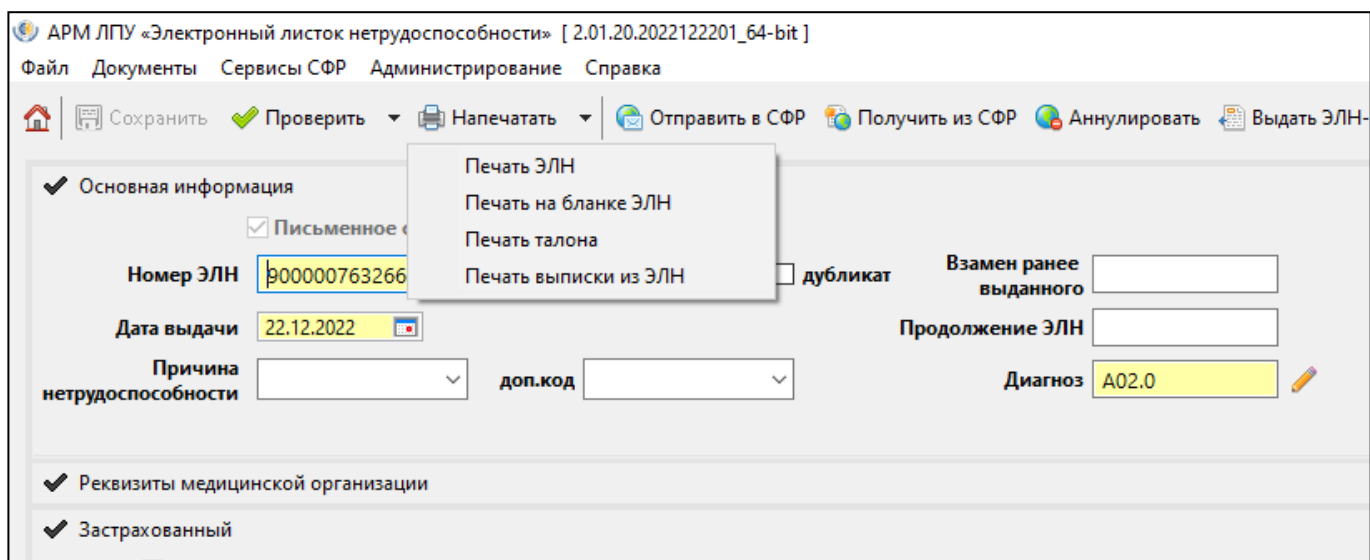 АРМ ЛПУ «Электронный листок нетрудоспособности» [ 2.01.20.2022122201_64-bit ]
Файл Документы Сервисы СФР Администрирование Справка
Сохранить Проверить Напечатать Отправить в СФР Получить из СФР Аннулировать Выдать ЭЛН-
Печать ЭЛН
Печать на бланке ЭЛН
Печать талона
Печать выписки из ЭЛН
Основная информация
Письменное
Номер ЭЛН 900000763266 дубликат Взамен ранее выданного
Дата выдачи 22.12.2022 Продолжение ЭЛН
Причина нетрудоспособности доп.код Диагноз A02.0
Реквизиты медицинской организации
Застрахованный